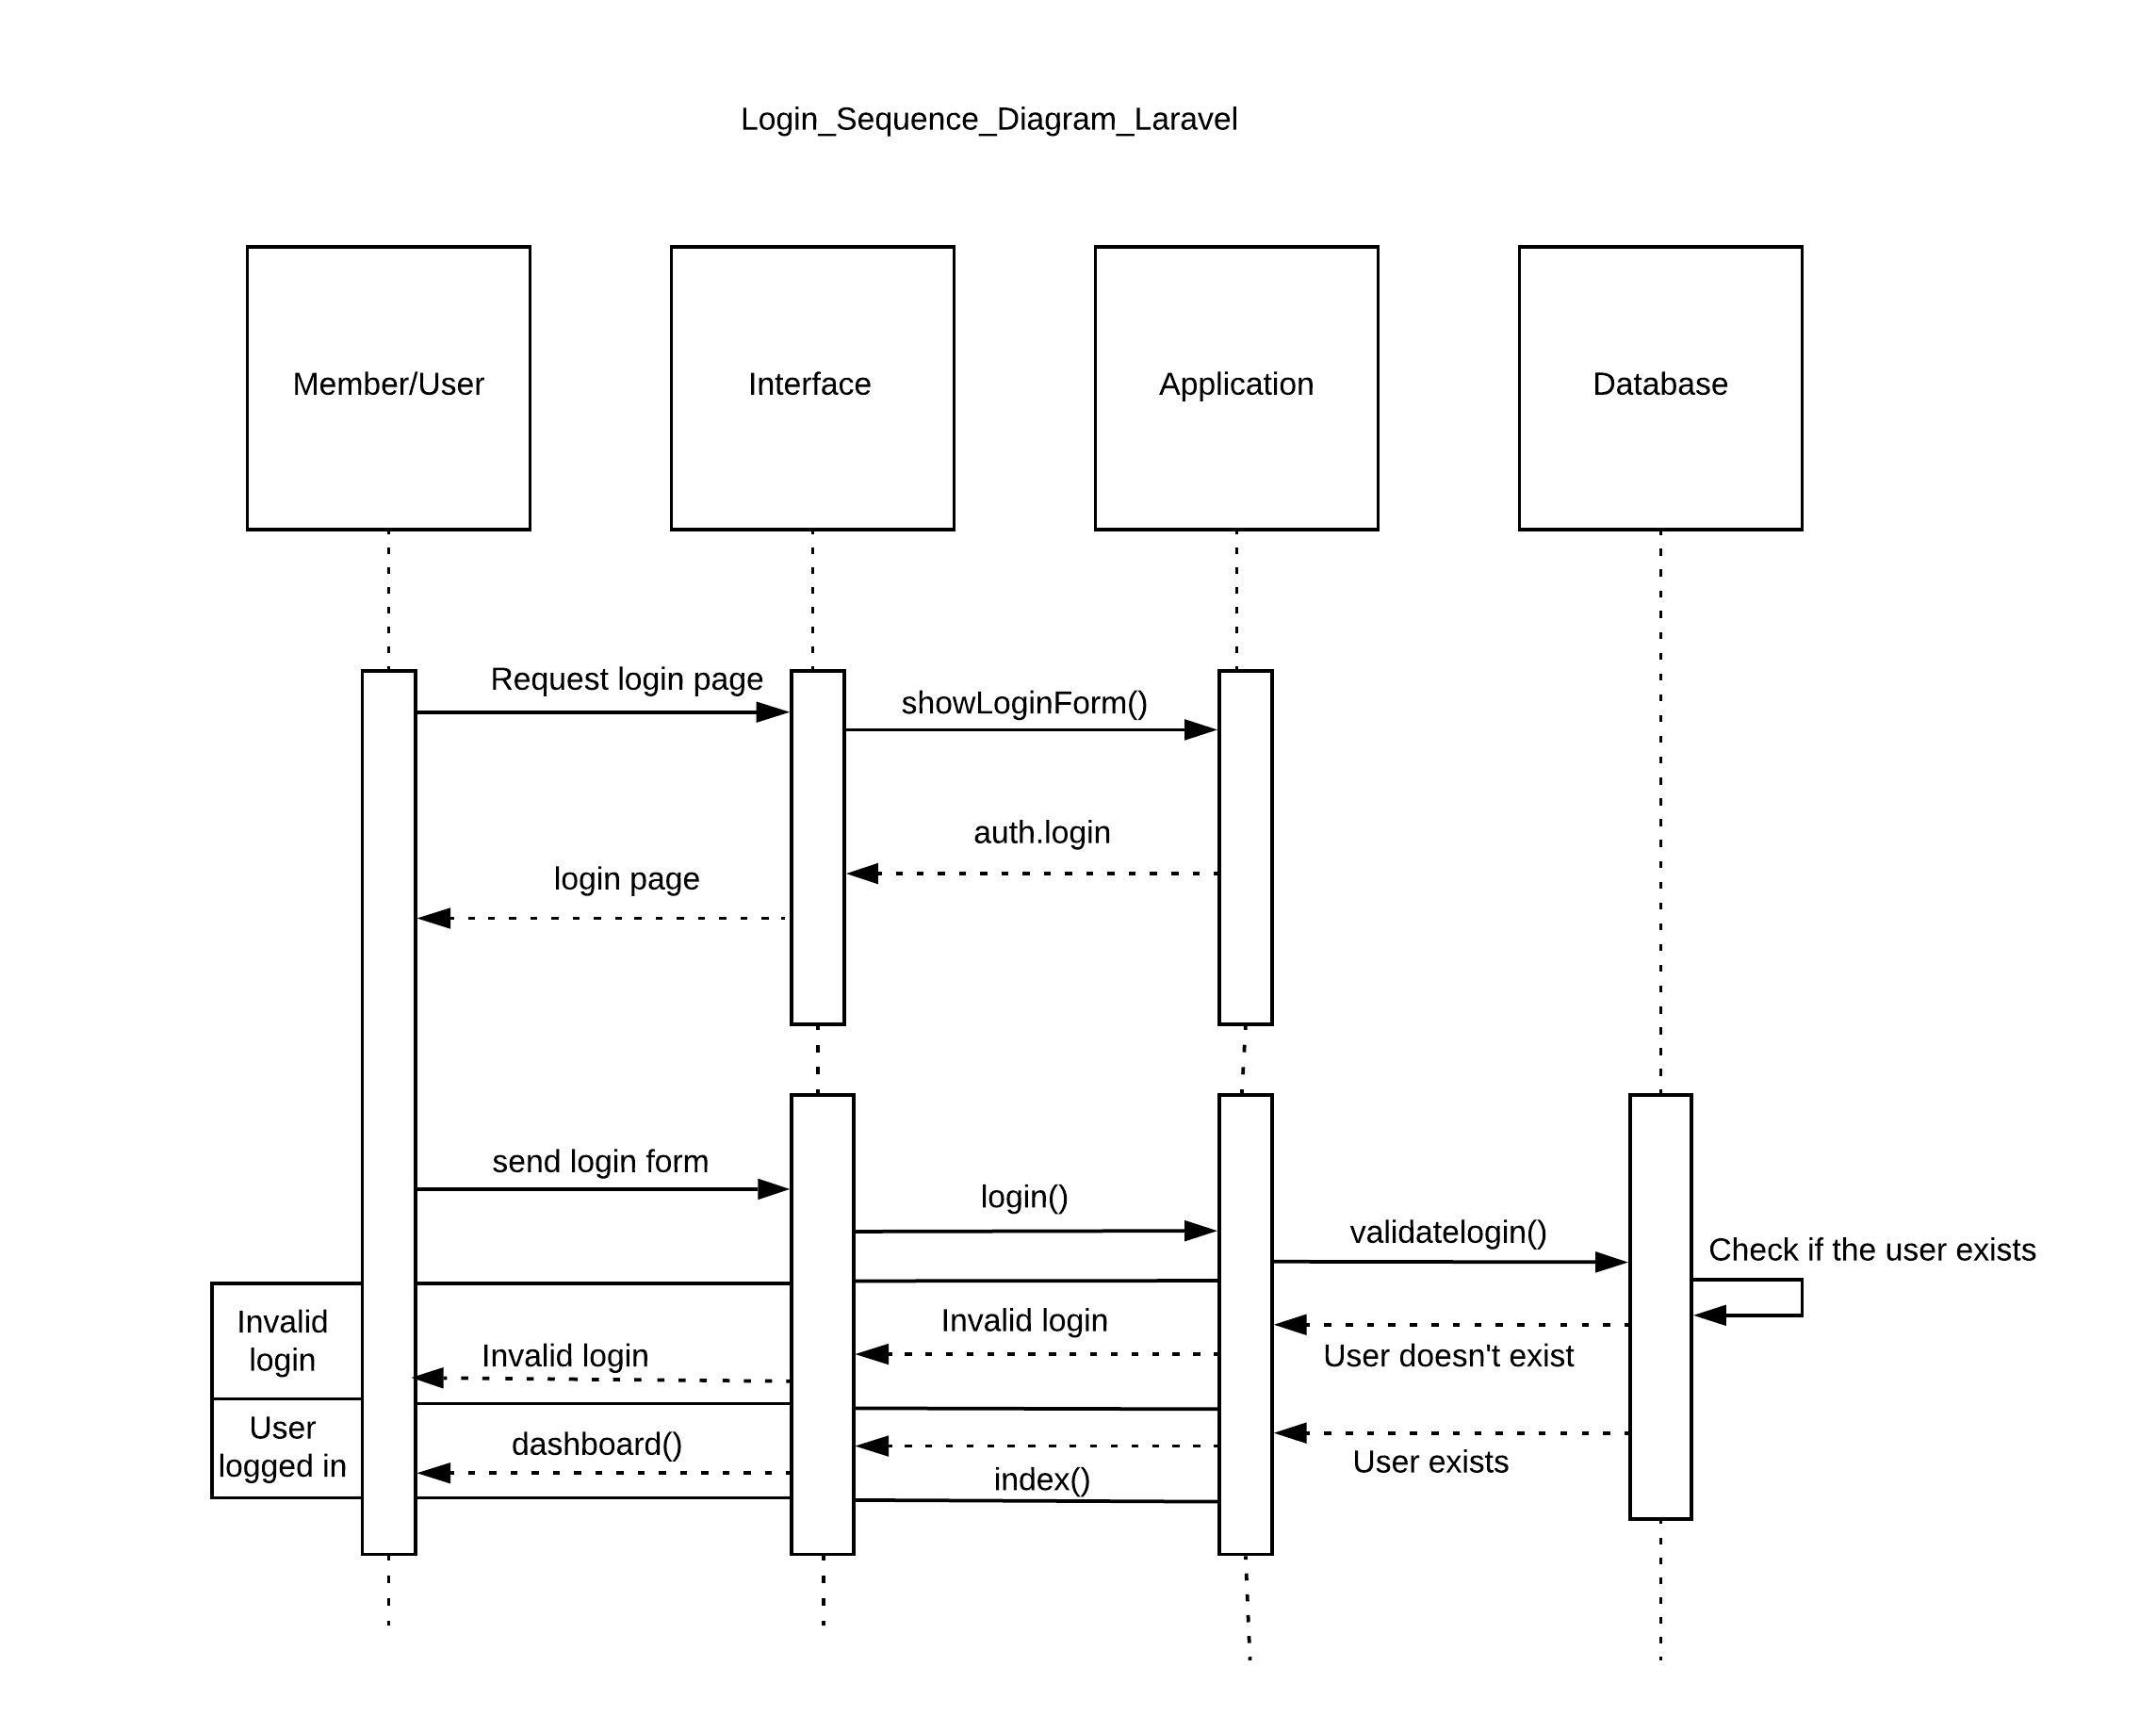 Login_Sequence_Diagram_Laravel
Member/User
Interface
Application
Database
Request login page
showLoginForm()
auth.login
login page
send login form
login()
validatelogin()
Check if the user exists
Invalid
login
Invalid login
Invalid login
User doesn't exist
User
logged in
dashboard()
index()
User exists